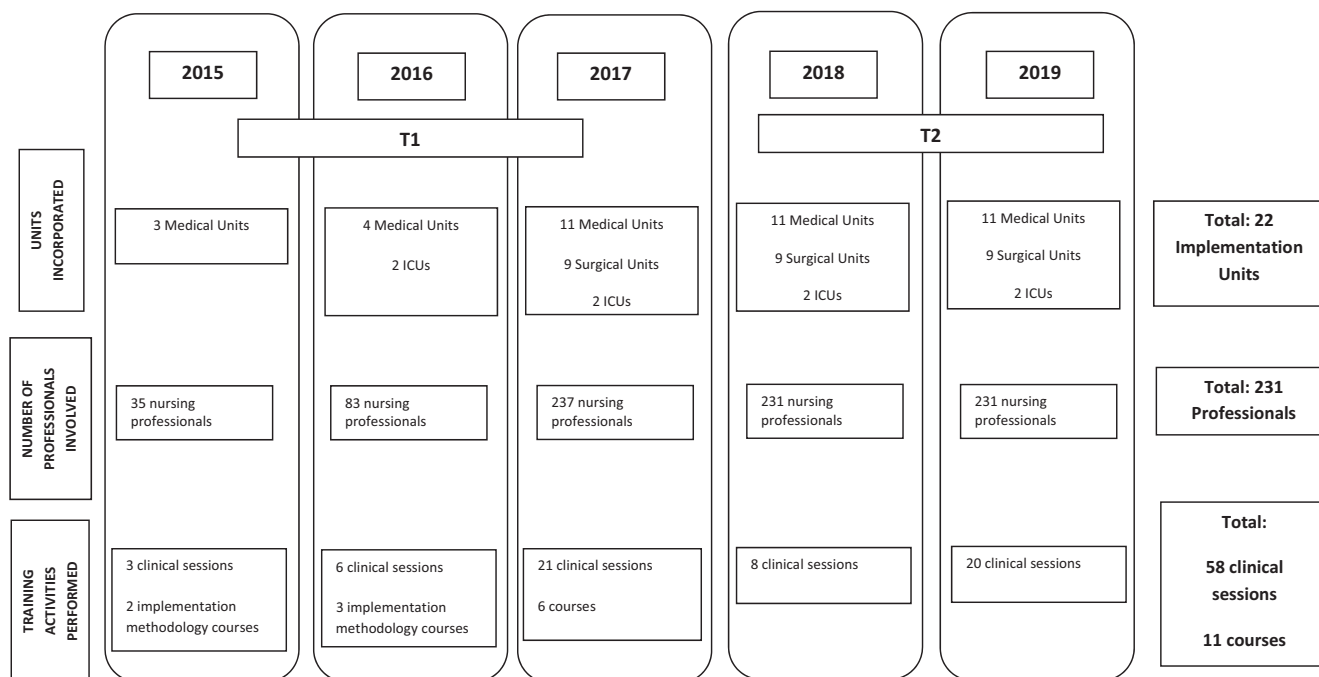 2015
2016
2017
2018
2019
T1
T2
UNITS
INCORPORATED
3 Medical Units
4 Medical Units
2 ICUs
11 Medical Units
9 Surgical Units
2 ICUs
11 Medical Units
9 Surgical Units
2 ICUs
11 Medical Units
9 Surgical Units
2 ICUs
Total: 22
Implementation
Units
NUMBER OF
PROFESSIONALS
INVOLVED
35 nursing
professionals
83 nursing
professionals
237 nursing
professionals
231 nursing
professionals
231 nursing
professionals
Total: 231
Professionals
TRAINING
ACTIVITIES
PERFORMED
3 clinical sessions
2 implementation
methodology courses
6 clinical sessions
3 implementation
methodology courses
21 clinical sessions
6 courses
8 clinical sessions
20 clinical sessions
Total:
58 clinical
sessions
11 courses